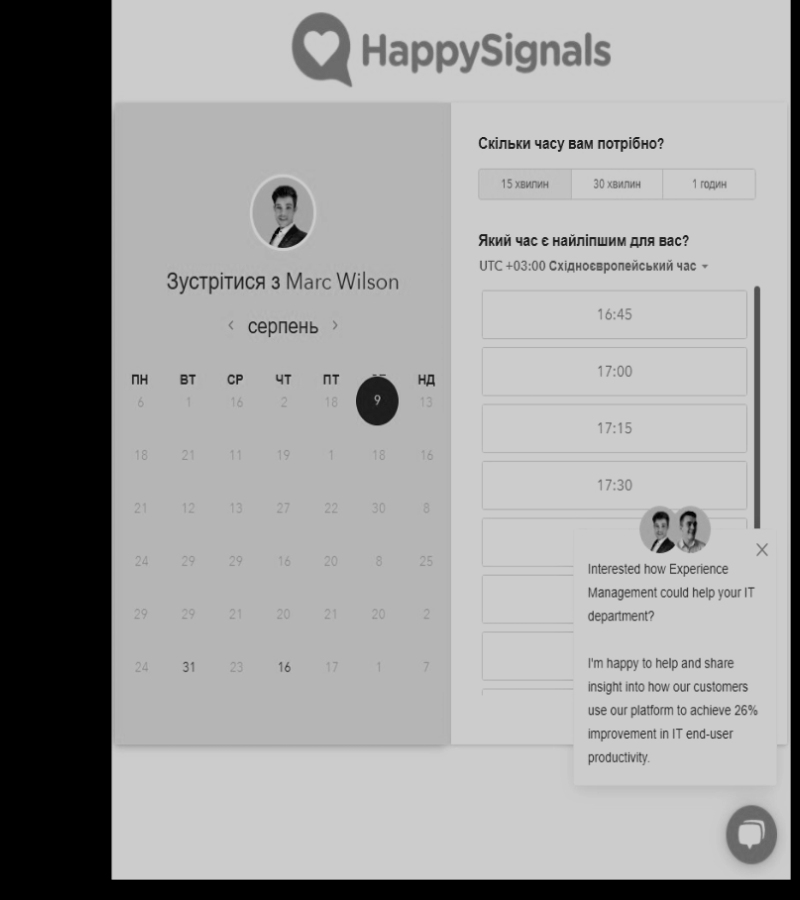 HappySignals
Зустрітися з Marc Wilson
серпень
ПН ВТ СР ЧТ ПТ НД
6 1 16 2 18 9 13
18 21 11 19 1 18 16
21 12 13 27 22 30 8
24 29 29 16 20 8 25
29 29 21 20 21 20 2
24 31 23 16 17 1 7
Скільки часу вам потрібно?
15 хвилин 30 хвилин 1 годин
Який час є найліпшим для вас?
UTC +03:00 Східноєвропейський час
16:45
17:00
17:15
17:30
Interested how Experience
Management could help your IT
department?
I'm happy to help and share
insight into how our customers
use our platform to achieve 26%
improvement in IT end-user
productivity.